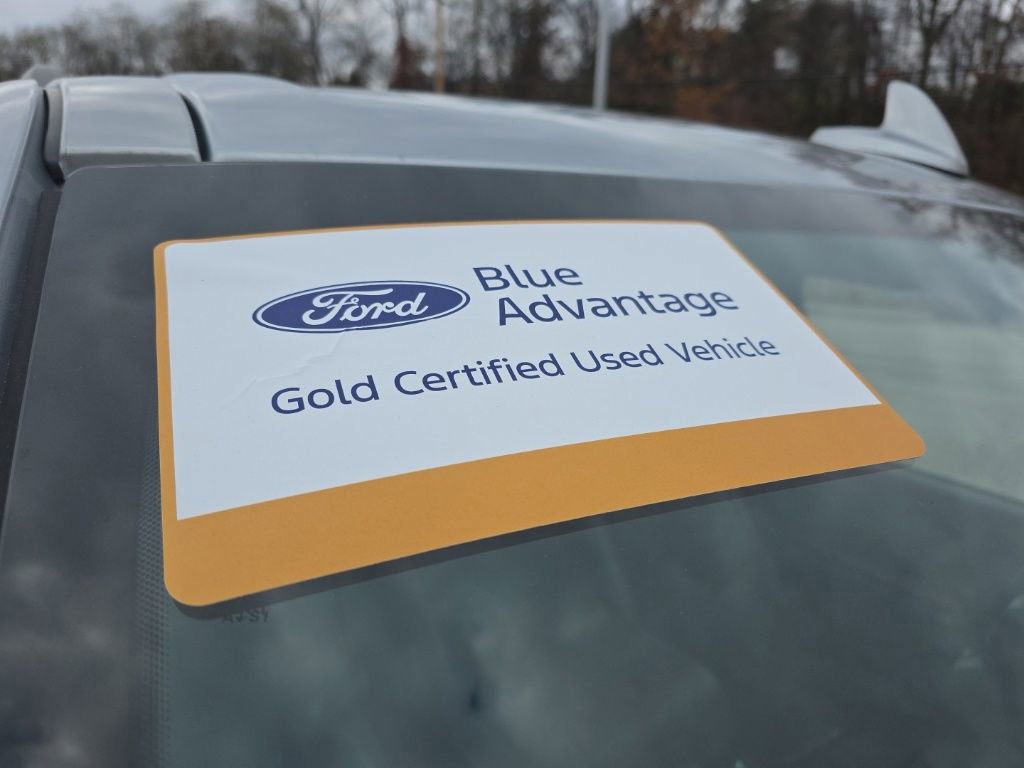 Ford
Blue
Advantage
Gold Certified Used Vehicle